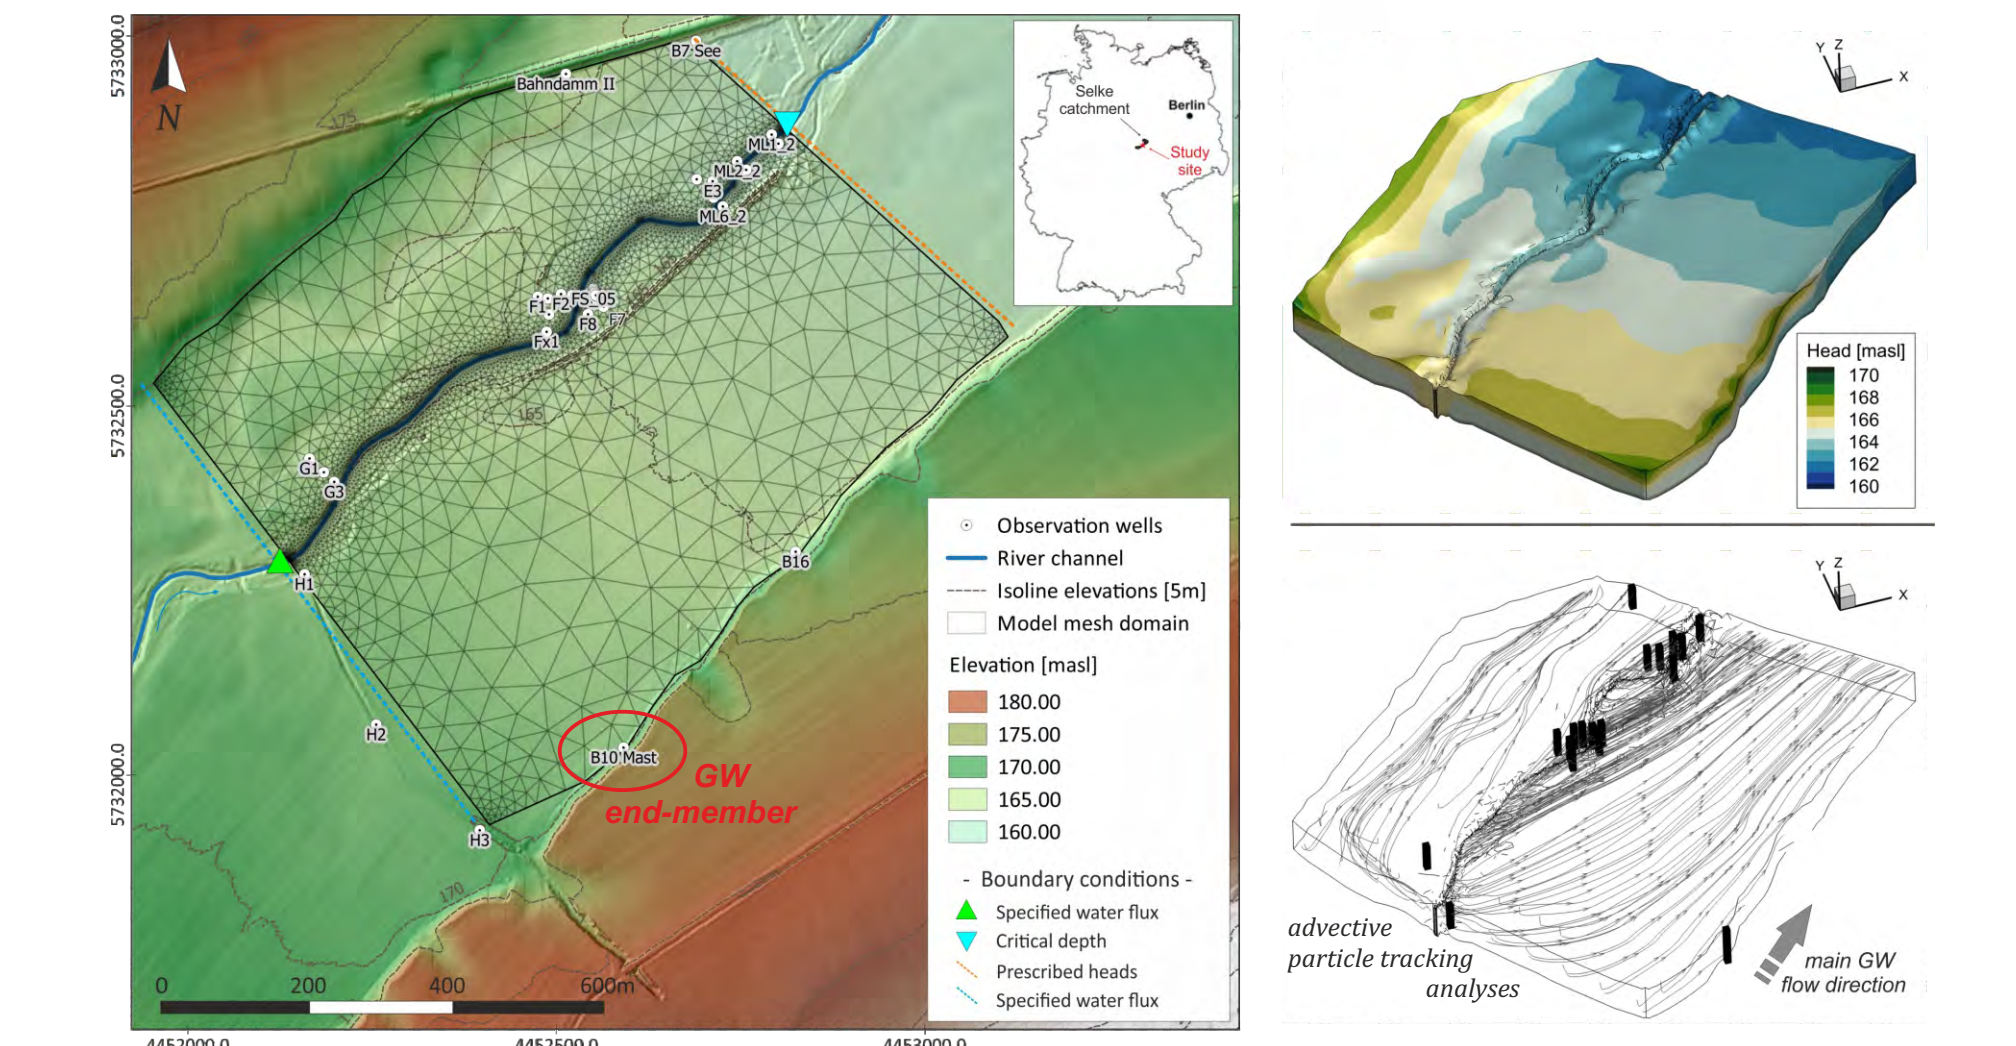 5733000.0
5732500.0
5732000.0
N
B7 See
Bahndamm II
175
ML1_2
ML2_2
E3
ML6_2
F1
F2
FS_05
F8
F7
Fx1
165
G1
G3
H1
B16
H2
B10 Mast
GW
end-member
H3
170
0 200 400 600m
4452000.0 4452500.0 4453000.0
Selke
catchment
Berlin
Study
site
Observation wells
River channel
Isoline elevations [5m]
Model mesh domain
Elevation [masl]
180.00
175.00
170.00
165.00
160.00
- Boundary conditions -
Specified water flux
Critical depth
Prescribed heads
Specified water flux
Y Z
X
Head [masl]
170
168
166
164
162
160
Y Z
X
advective
particle tracking
analyses
main GW
flow direction